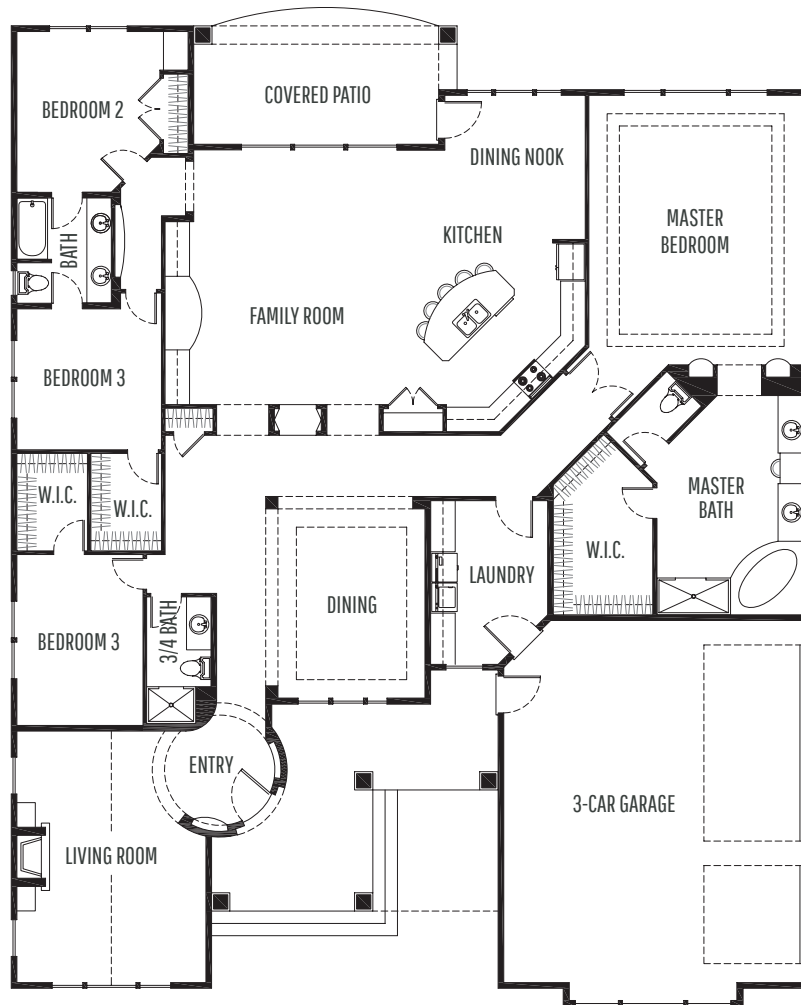 BEDROOM 2
COVERED PATIO
DINING NOOK
MASTER
BEDROOM
KITCHEN
BATH
FAMILY ROOM
BEDROOM 3
W.I.C.
W.I.C.
MASTER
BATH
W.I.C.
LAUNDRY
DINING
BEDROOM 3
3/4 BATH
ENTRY
3-CAR GARAGE
LIVING ROOM